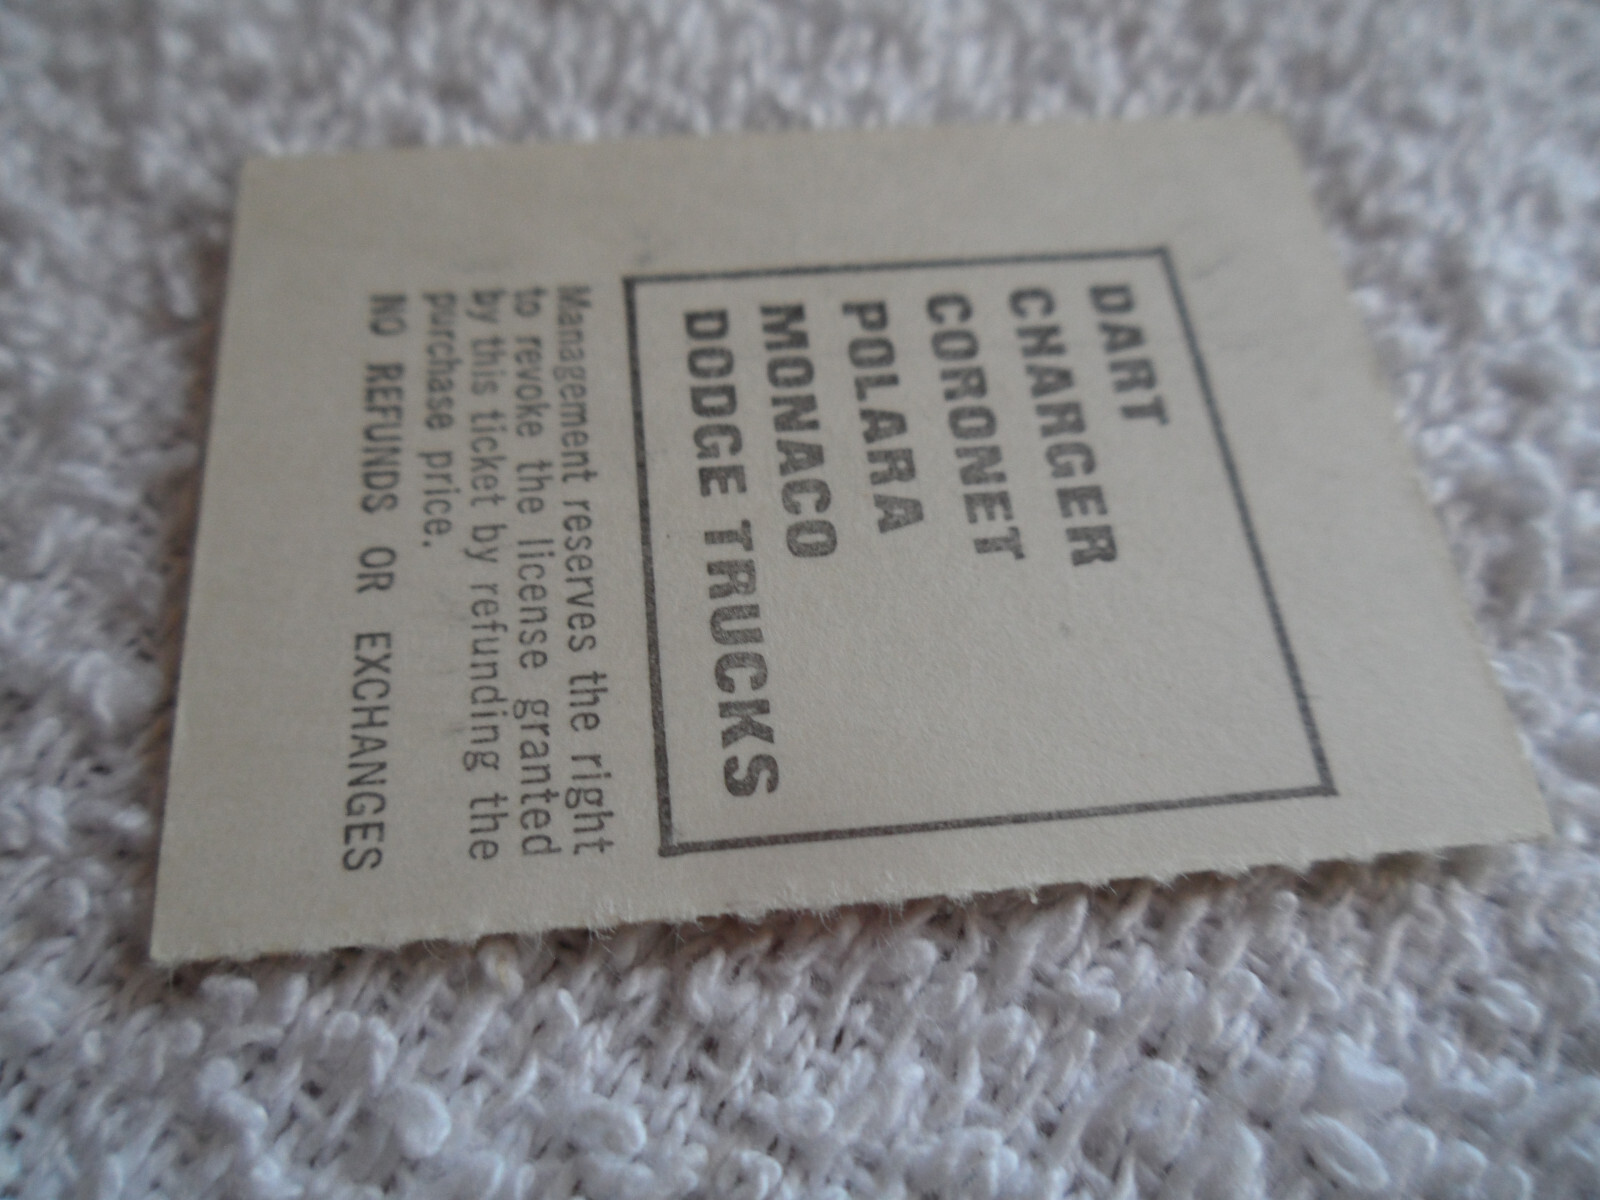 DART
CHARGER
CORONET
POLARA
MONACO
DODGE TRUCKS
Management reserves the right
to revoke the license granted
by this ticket by refunding the
purchase price.
NO REFUNDS OR EXCHANGES